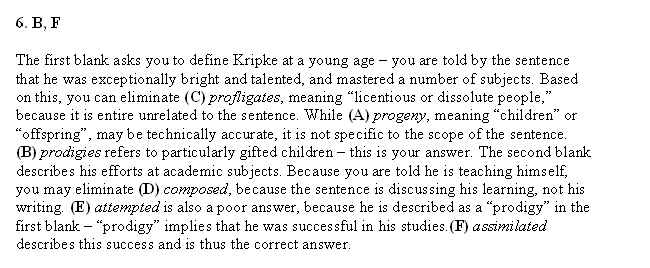 6. B, F
The first blank asks you to define Kripke at a young age – you are told by the sentence
that he was exceptionally bright and talented, and mastered a number of subjects. Based
on this, you can eliminate (C) profligates, meaning “licentious or dissolute people,”
because it is entire unrelated to the sentence. While (A) progeny, meaning “children” or
“offspring”, may be technically accurate, it is not specific to the scope of the sentence.
(B) prodigies refers to particularly gifted children – this is your answer. The second blank
describes his efforts at academic subjects. Because you are told he is teaching himself,
you may eliminate (D) composed, because the sentence is discussing his learning, not his
writing. (E) attempted is also a poor answer, because he is described as a “prodigy” in the
first blank – “prodigy” implies that he was successful in his studies. (F) assimilated
describes this success and is thus the correct answer.